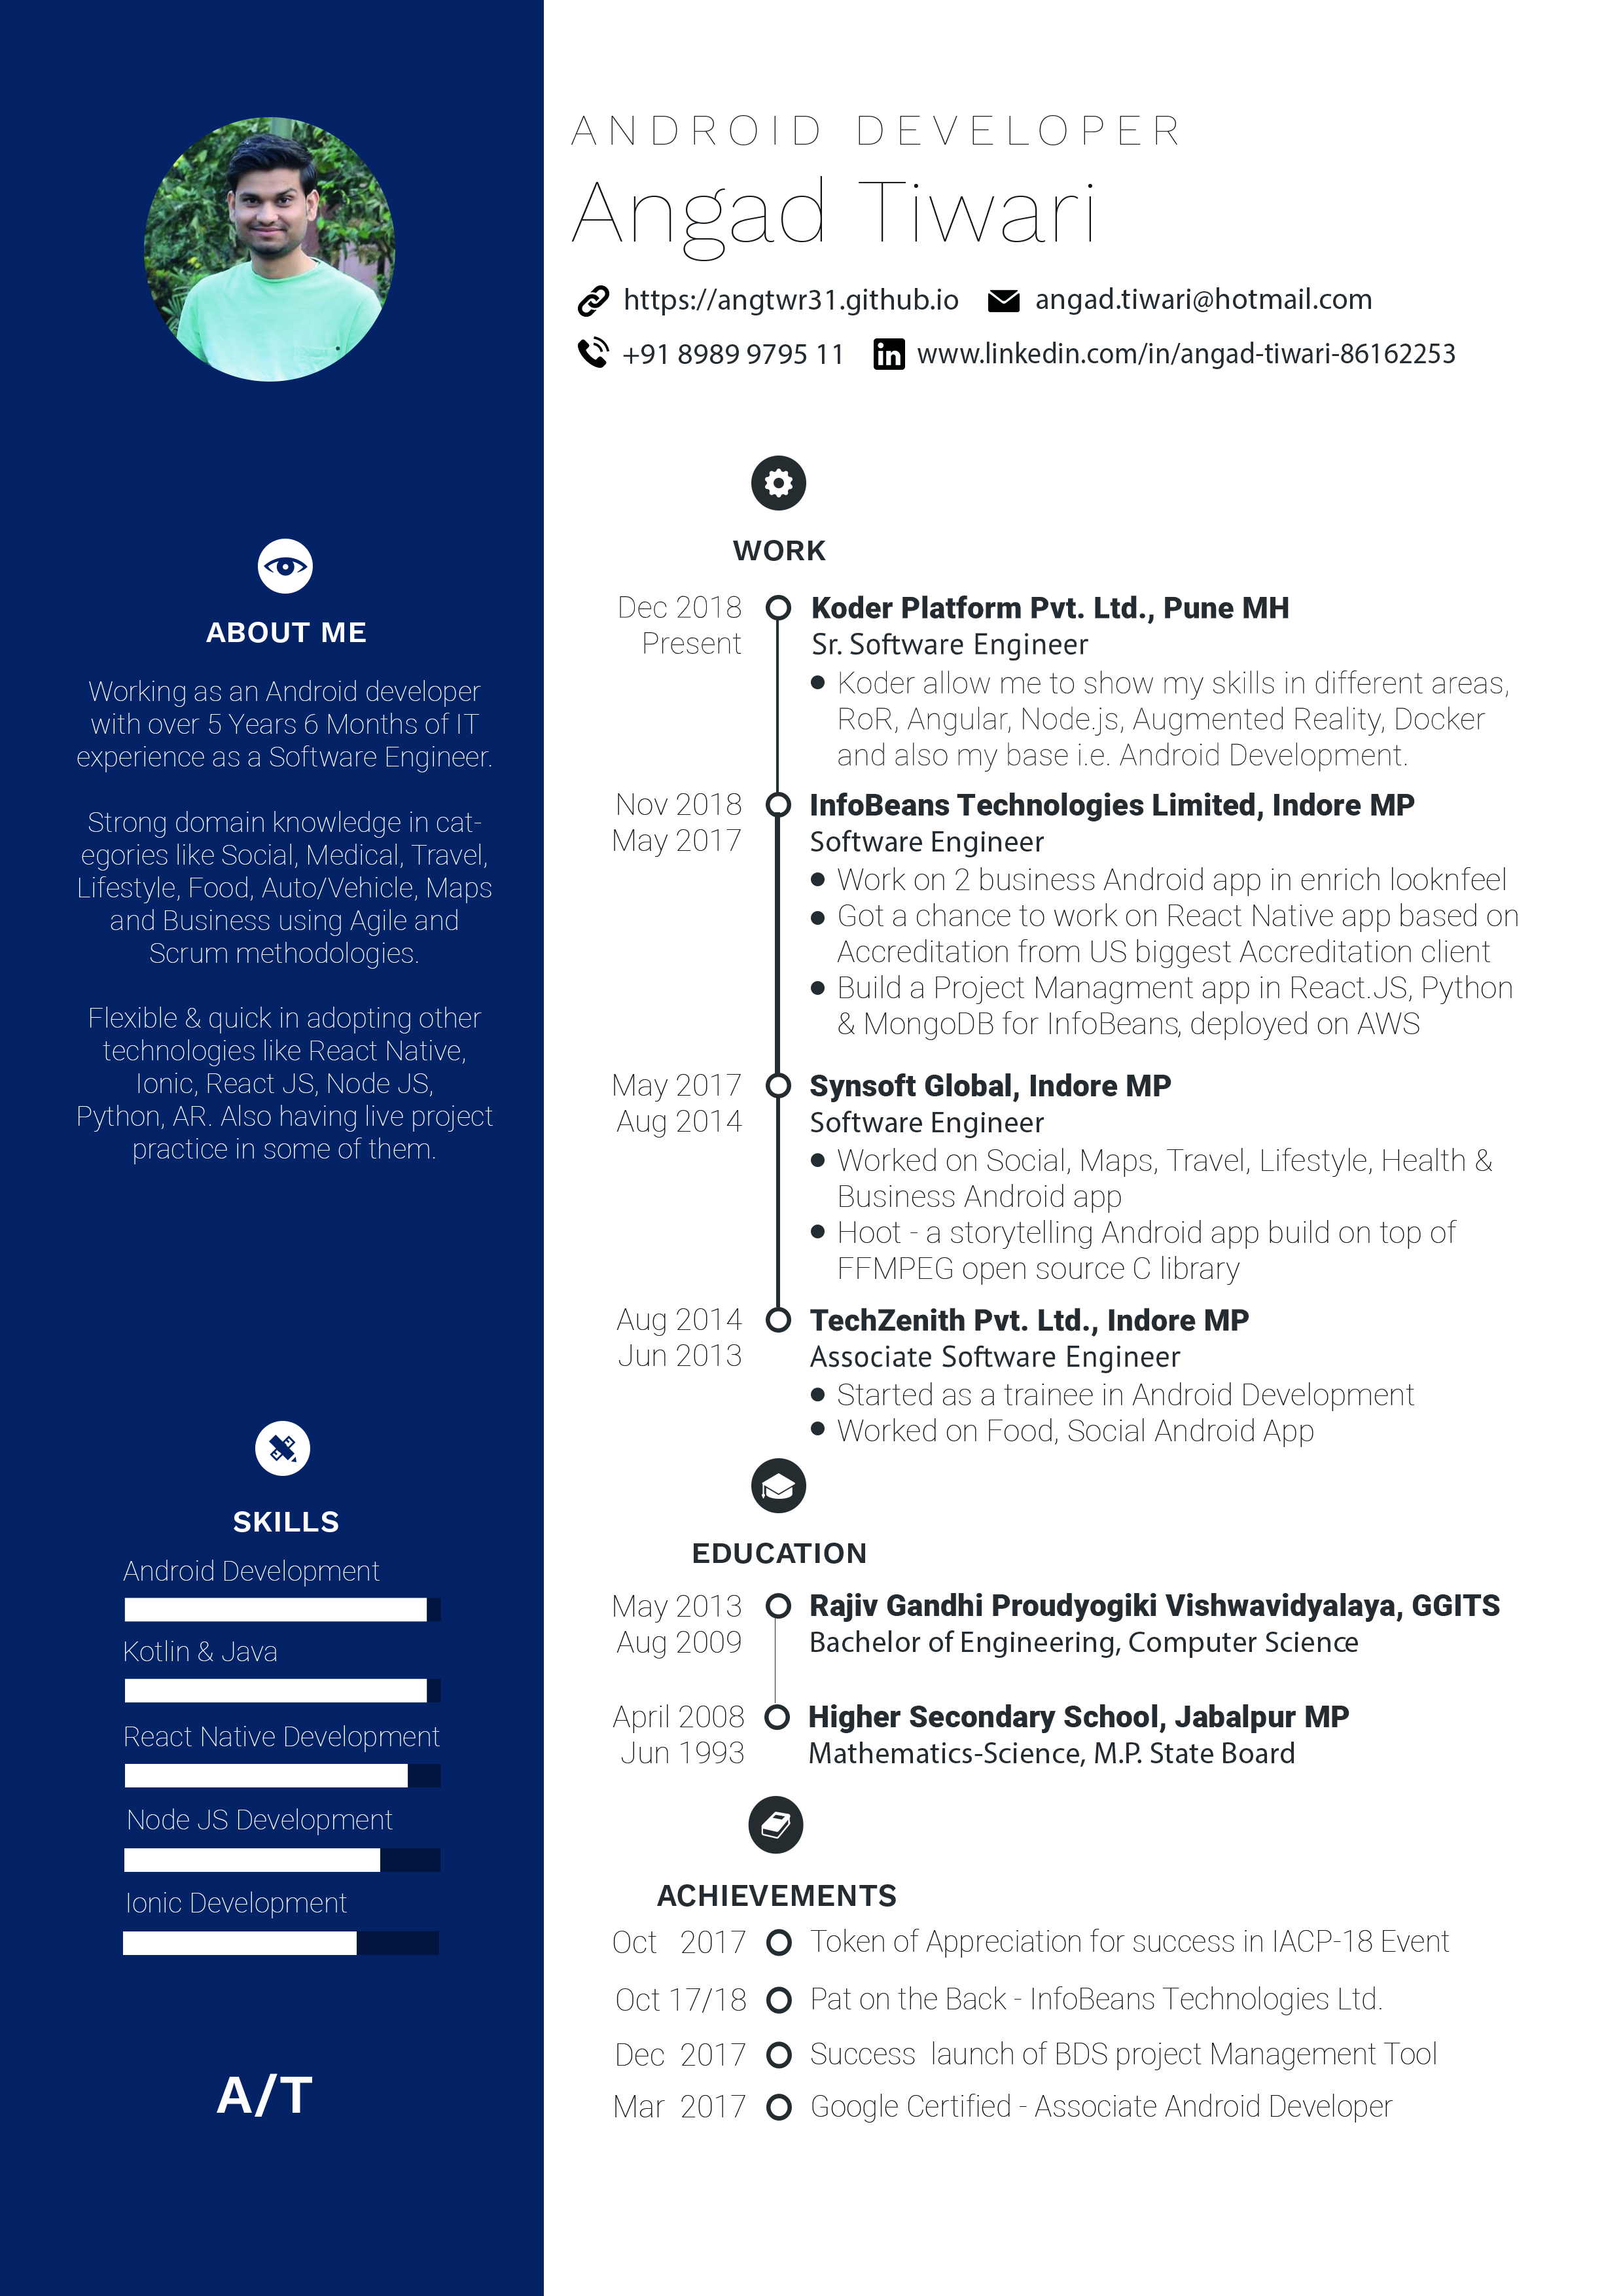 ANDROID DEVELOPER
Angad Tiwari
https://angtwr31.github.io angad.tiwari@hotmail.com
+91 8989 9795 11 www.linkedin.com/in/angad-tiwari-86162253
ABOUT ME
Working as an Android developer
with over 5 Years 6 Months of IT
experience as a Software Engineer.
Strong domain knowledge in cat-
egories like Social, Medical, Travel,
Lifestyle, Food, Auto/Vehicle, Maps
and Business using Agile and
Scrum methodologies.
Flexible & quick in adopting other
technologies like React Native,
Ionic, React JS, Node JS,
Python, AR. Also having live project
practice in some of them.
SKILLS
Android Development
Kotlin & Java
React Native Development
Node JS Development
Ionic Development
A/T
WORK
Dec 2018 Koder Platform Pvt. Ltd., Pune MH
Present Sr. Software Engineer
Koder allow me to show my skills in different areas,
RoR, Angular, Node.js, Augmented Reality, Docker
and also my base i.e. Android Development.
Nov 2018 InfoBeans Technologies Limited, Indore MP
May 2017 Software Engineer
Work on 2 business Android app in enrich looknfeel
Got a chance to work on React Native app based on
Accreditation from US biggest Accreditation client
Build a Project Managment app in React.JS, Python
& MongoDB for InfoBeans, deployed on AWS
May 2017 Synsoft Global, Indore MP
Aug 2014 Software Engineer
Worked on Social, Maps, Travel, Lifestyle, Health &
Business Android app
Hoot - a storytelling Android app build on top of
FFMPEG open source C library
Aug 2014 TechZenith Pvt. Ltd., Indore MP
Jun 2013 Associate Software Engineer
Started as a trainee in Android Development
Worked on Food, Social Android App
EDUCATION
May 2013 Rajiv Gandhi Proudyogiki Vishwavidyalaya, GGITS
Aug 2009 Bachelor of Engineering, Computer Science
April 2008 Higher Secondary School, Jabalpur MP
Jun 1993 Mathematics-Science, M.P. State Board
ACHIEVEMENTS
Oct 2017 Token of Appreciation for success in IACP-18 Event
Oct 17/18 Pat on the Back - InfoBeans Technologies Ltd.
Dec 2017 Success launch of BDS project Management Tool
Mar 2017 Google Certified - Associate Android Developer